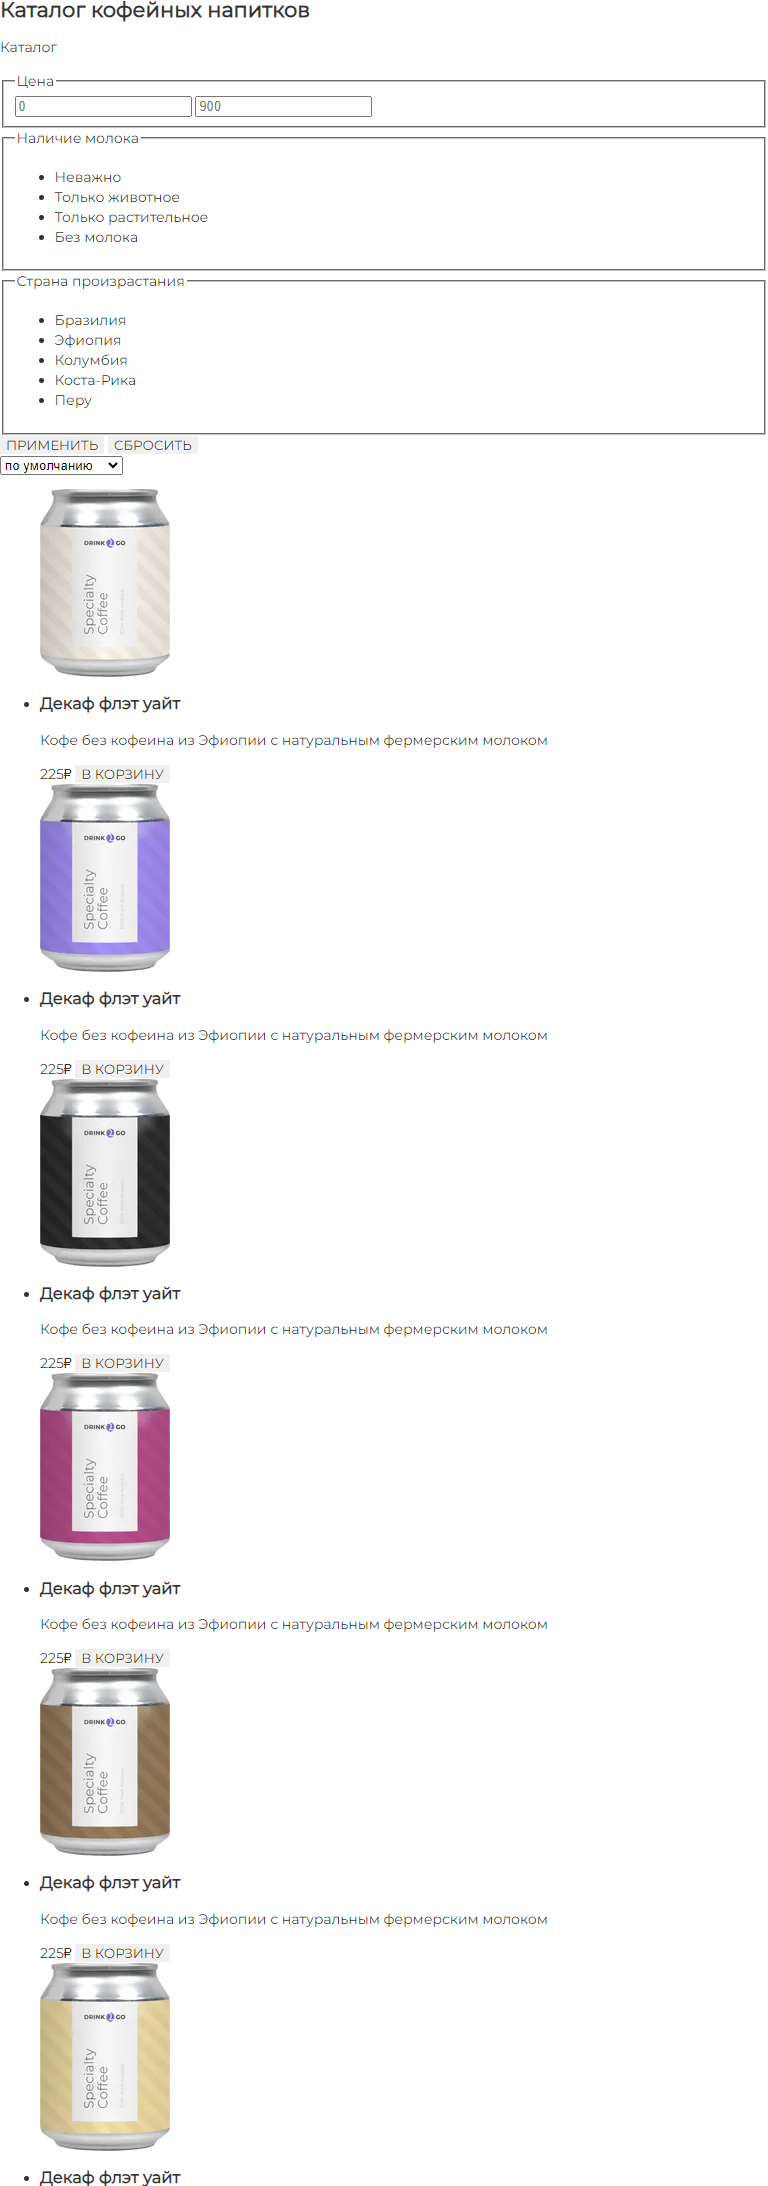 Каталог кофейных напитков
Каталог
Цена
0 900
Наличие молока
Неважно
Только животное
Только растительное
Без молока
Страна произрастания
Бразилия
Эфиопия
Колумбия
Коста-Рика
Перу
ПРИМЕНИТЬ СБРОСИТЬ
по умолчанию
DRINK 2 GO
Specialty
Coffee
Декаф флэт уайт
Кофе без кофеина из Эфиопии с натуральным фермерским молоком
225₽ В КОРЗИНУ
DRINK 2 GO
Specialty
Coffee
Декаф флэт уайт
Кофе без кофеина из Эфиопии с натуральным фермерским молоком
225₽ В КОРЗИНУ
DRINK 2 GO
Specialty
Coffee
Декаф флэт уайт
Кофе без кофеина из Эфиопии с натуральным фермерским молоком
225₽ В КОРЗИНУ
DRINK 2 GO
Specialty
Coffee
Декаф флэт уайт
Кофе без кофеина из Эфиопии с натуральным фермерским молоком
225₽ В КОРЗИНУ
DRINK 2 GO
Specialty
Coffee
Декаф флэт уайт
Кофе без кофеина из Эфиопии с натуральным фермерским молоком
225₽ В КОРЗИНУ
DRINK 2 GO
Specialty
Coffee
Декаф флэт уайт